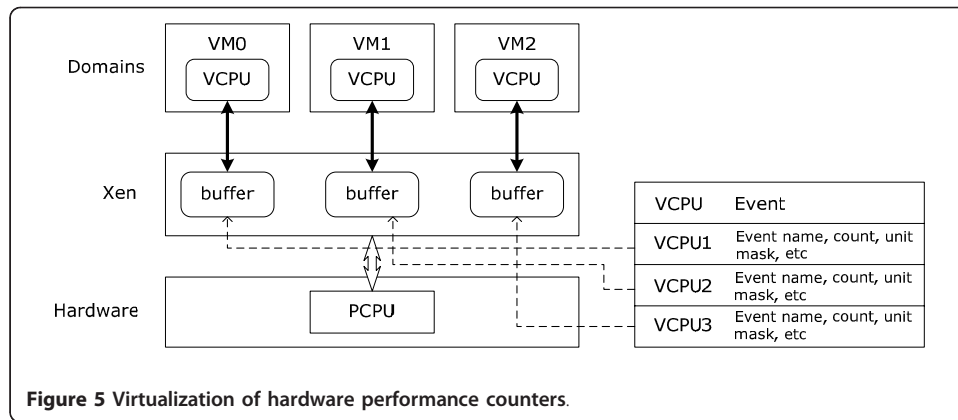 VM0 VM1 VM2
Domains VCPU VCPU VCPU
Xen buffer buffer buffer
VCPU Event
VCPU1 Event name, count, unit
mask, etc
VCPU2 Event name, count, unit
mask, etc
VCPU3 Event name, count, unit
mask, etc
Hardware PCPU
Figure 5 Virtualization of hardware performance counters.